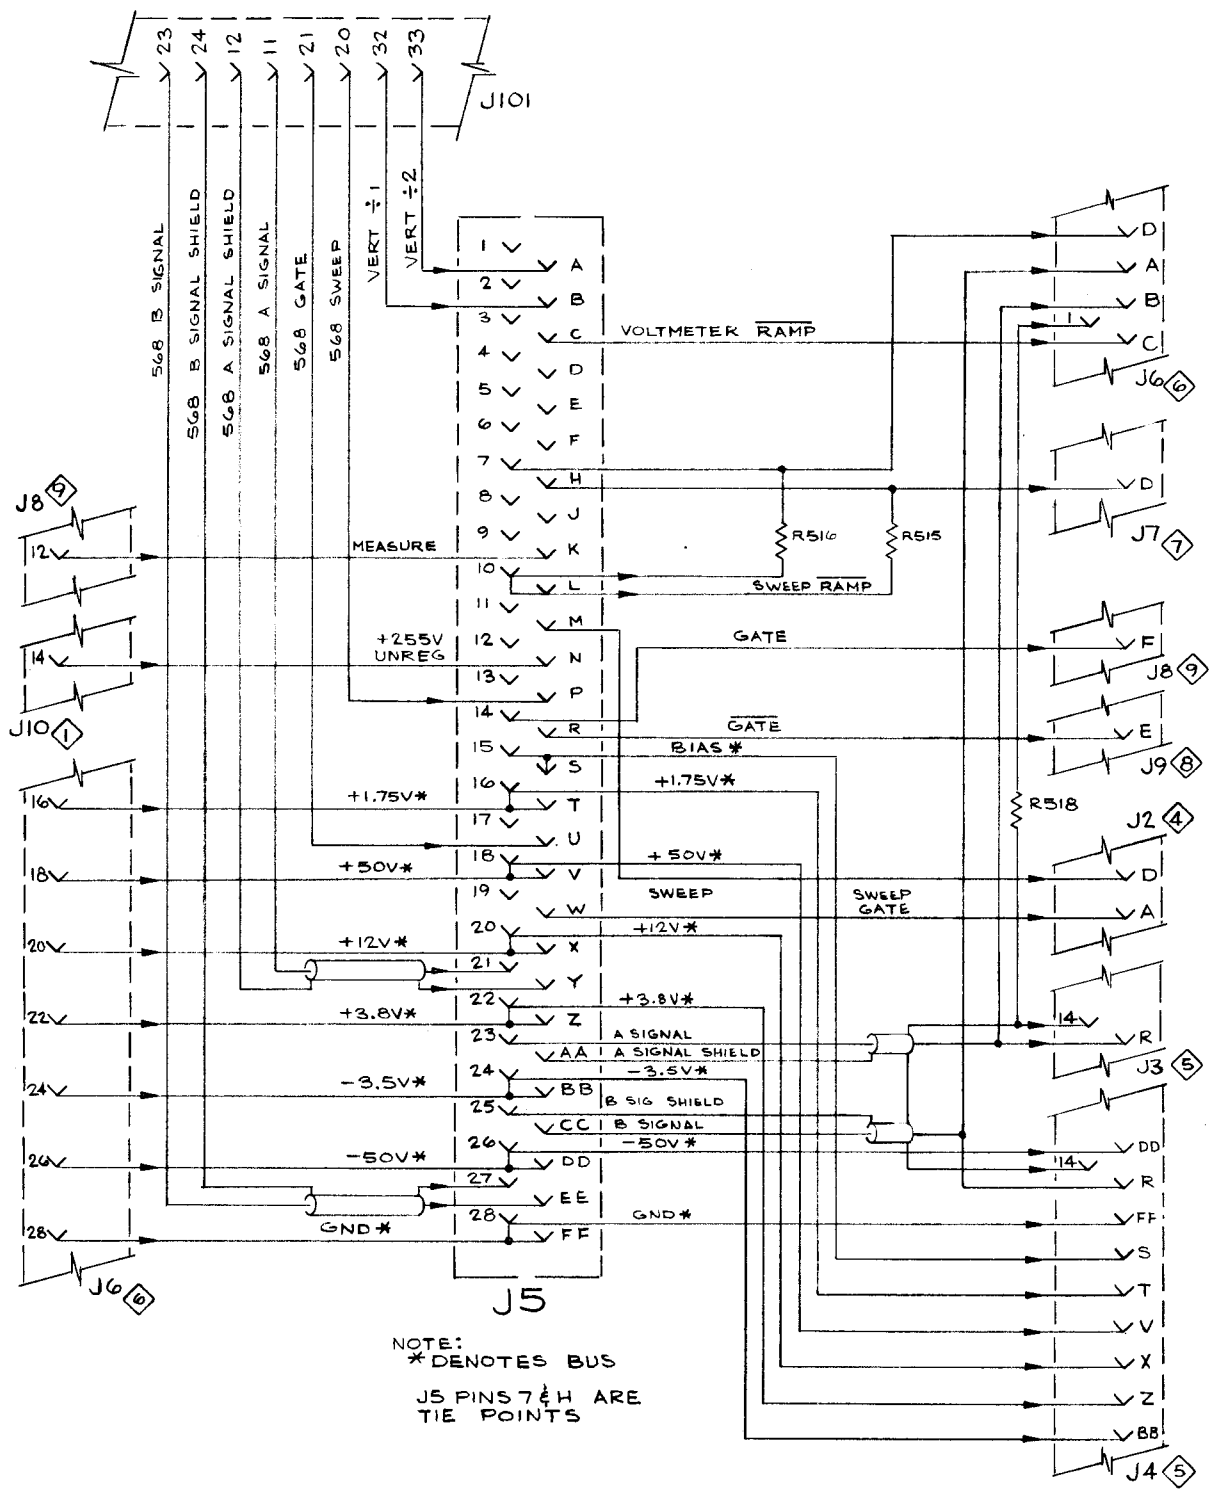 23
24
12
11
21
20
32
33
J101
568 B SIGNAL
568 B SIGNAL SHIELD
568 A SIGNAL SHIELD
568 A SIGNAL
568 GATE
568 SWEEP
VERT ÷1
VERT ÷2
1
A
2
B
3
C
4
D
5
E
6
F
7
H
8
J
9
K
10
L
11
M
12
N
13
P
14
R
15
S
16
T
17
U
18
V
19
W
20
X
21
Y
22
Z
23
AA
24
BB
25
CC
26
DD
27
EE
28
FF
J5
VOLTMETER RAMP
R516
R515
SWEEP RAMP
GATE
GATE
BIAS*
+1.75V*
+50V*
SWEEP
SWEEP
GATE
+12V*
+3.8V*
A SIGNAL
A SIGNAL SHIELD
-3.5V*
B SIG SHIELD
B SIGNAL
-50V*
GND*
R518
J8 9
12
MEASURE
14
+255V
UNREG
J10 1
16
+1.75V*
18
+50V*
20
+12V*
22
+3.8V*
24
-3.5V*
26
-50V*
28
GND*
J6 6
D
A
B
1
C
J6 6
D
J7 7
F
J8 9
E
J9 8
J2 4
D
A
14
R
J3 5
DD
14
R
FF
S
T
V
X
Z
BB
J4 5
NOTE:
* DENOTES BUS
J5 PINS 7 & H ARE
TIE POINTS